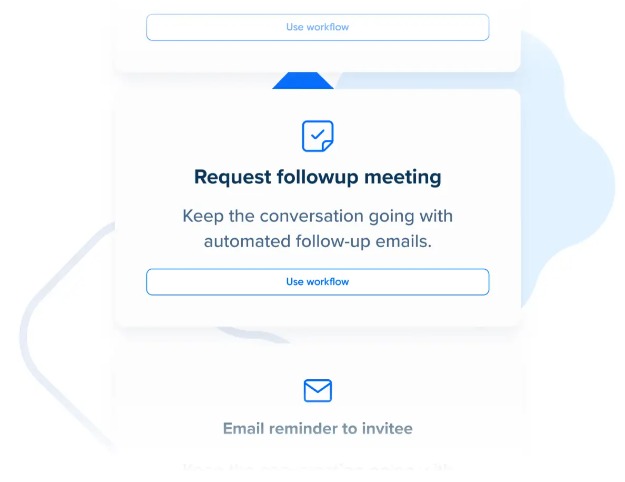 Use workflow
Request followup meeting
Keep the conversation going with
automated follow-up emails.
Use workflow
Email reminder to invitee